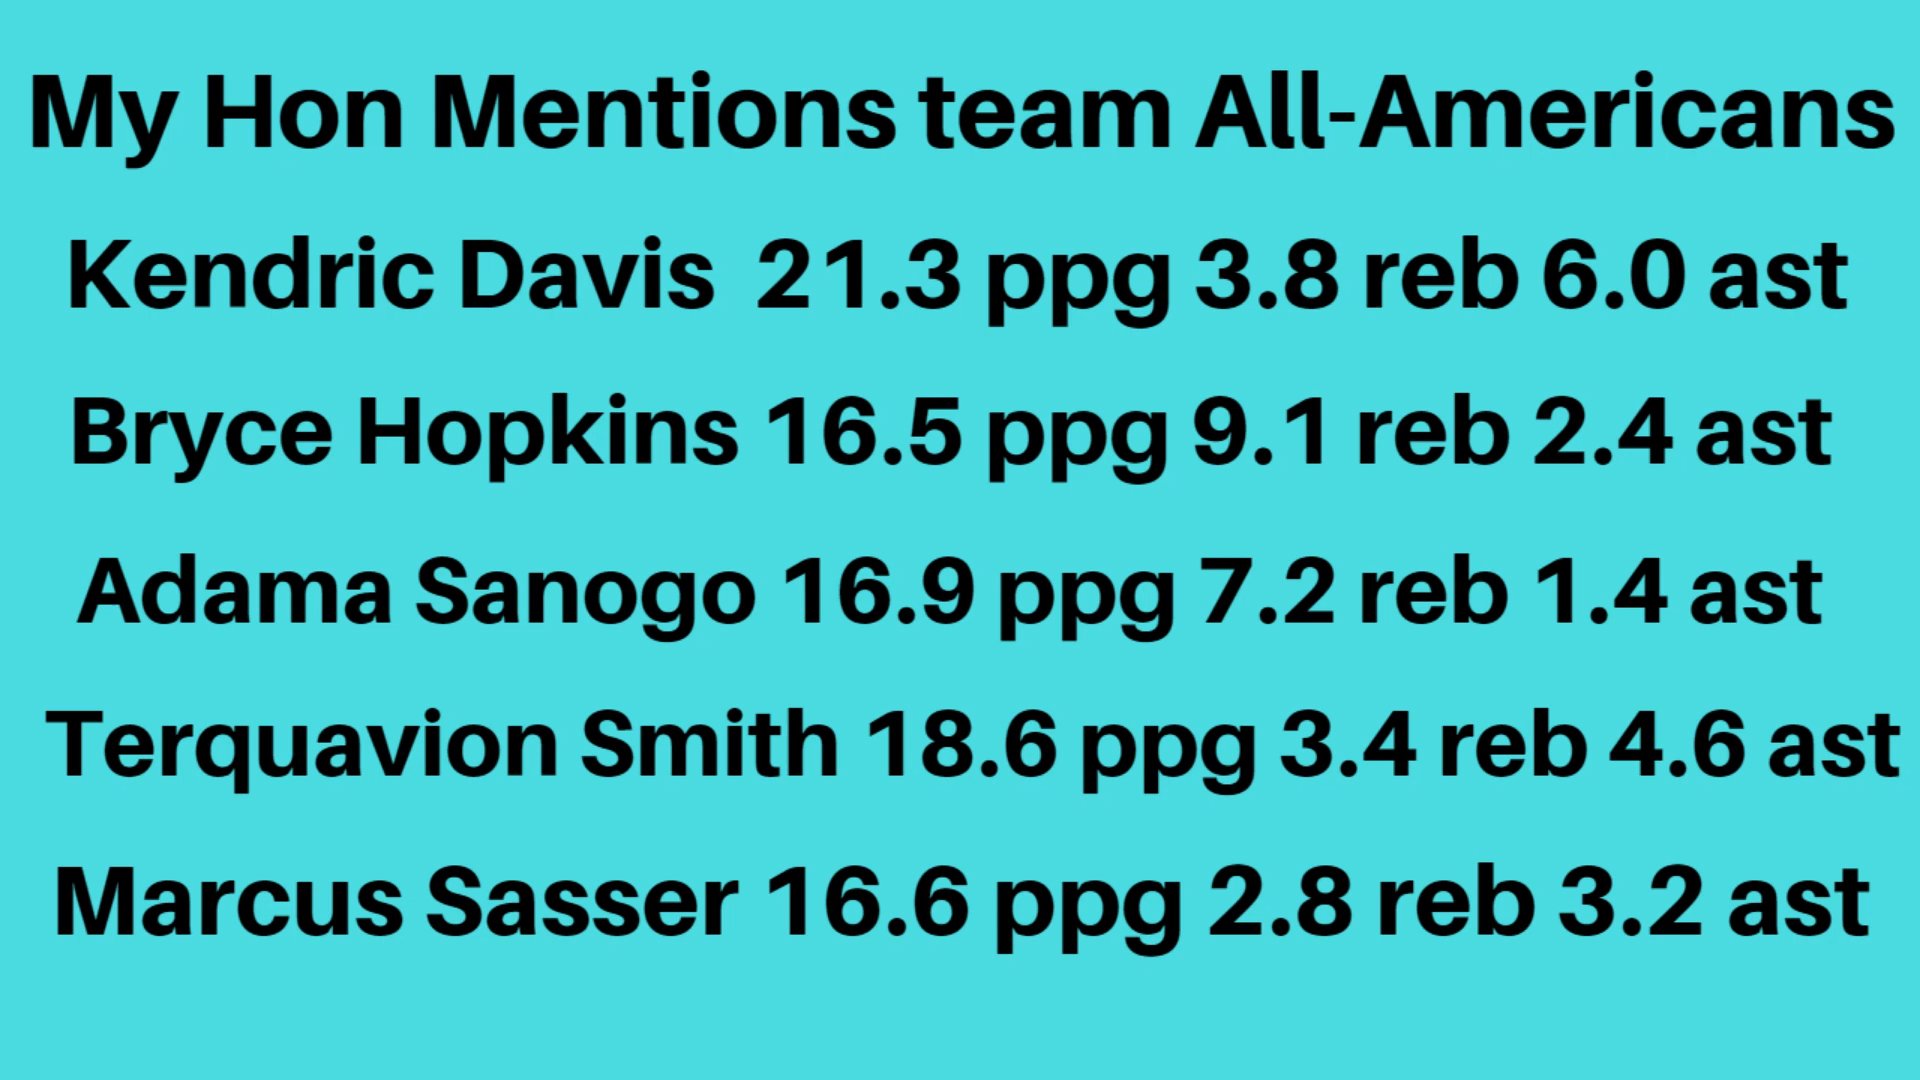 My Hon Mentions team All-Americans
Kendric Davis 21.3 ppg 3.8 reb 6.0 ast
Bryce Hopkins 16.5 ppg 9.1 reb 2.4 ast
Adama Sanogo 16.9 ppg 7.2 reb 1.4 ast
Terquavion Smith 18.6 ppg 3.4 reb 4.6 ast
Marcus Sasser 16.6 ppg 2.8 reb 3.2 ast